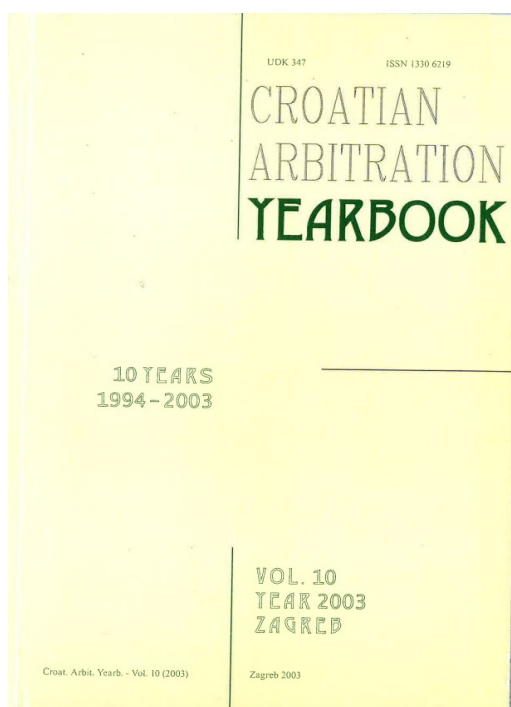 UDK 347 ISSN 1330 6219
CROATIAN
ARBITRATION
YEARBOOK
10 YEARS
1994-2003
VOL. 10
YEAR 2003
ZAGREB
Croat. Arbit. Yearb. - Vol. 10 (2003) Zagreb 2003